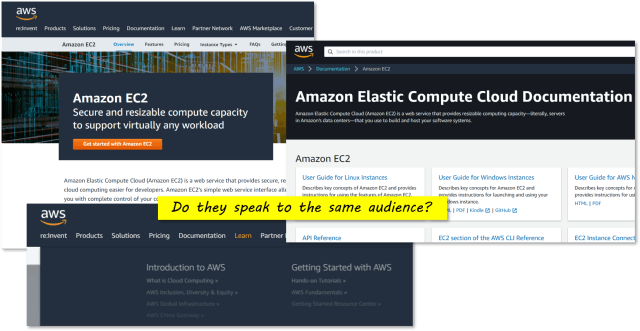 aws
re:Invent Products Solutions Pricing Documentation Learn Partner Network AWS Marketplace Customer
Amazon EC2 Overview Features Pricing Instance Types FAQs Getting
Amazon EC2
Secure and resizable compute capacity
to support virtually any workload
Get started with Amazon EC2
Amazon Elastic Compute Cloud (Amazon EC2) is a web service that provides secure, re
cloud computing easier for developers. Amazon EC2's simple web service interface all
you with complete control of your
aws
Search in this product
AWS > Documentation > Amazon EC2
Amazon Elastic Compute Cloud Documentation
Amazon Elastic Compute Cloud (Amazon EC2) is a web service that provides resizable computing capacity—literally, servers
in Amazon's data centers—that you use to build and host your software systems.
Amazon EC2
User Guide for Linux Instances
Describes key concepts of Amazon EC2 and provides
instructions for using the features of Amazon EC2.
User Guide for Windows Instances
Describes key concepts for Amazon EC2 and
provides instructions for launching and using your
Windows instance.
HTML | PDF | Kindle | GitHub
User Guide for AWS N
Describes key concepts for
provides instructions for us
HTML | PDF
API Reference
EC2 section of the AWS CLI Reference
EC2 Instance Connect
Do they speak to the same audience?
aws
re:Invent Products Solutions Pricing Documentation Learn Partner
Introduction to AWS
What is Cloud Computing »
AWS Inclusion, Diversity & Equity »
AWS Global Infrastructure »
Getting Started with AWS
Hands-on Tutorials »
AWS Fundamentals »
Getting Started Resource Center »